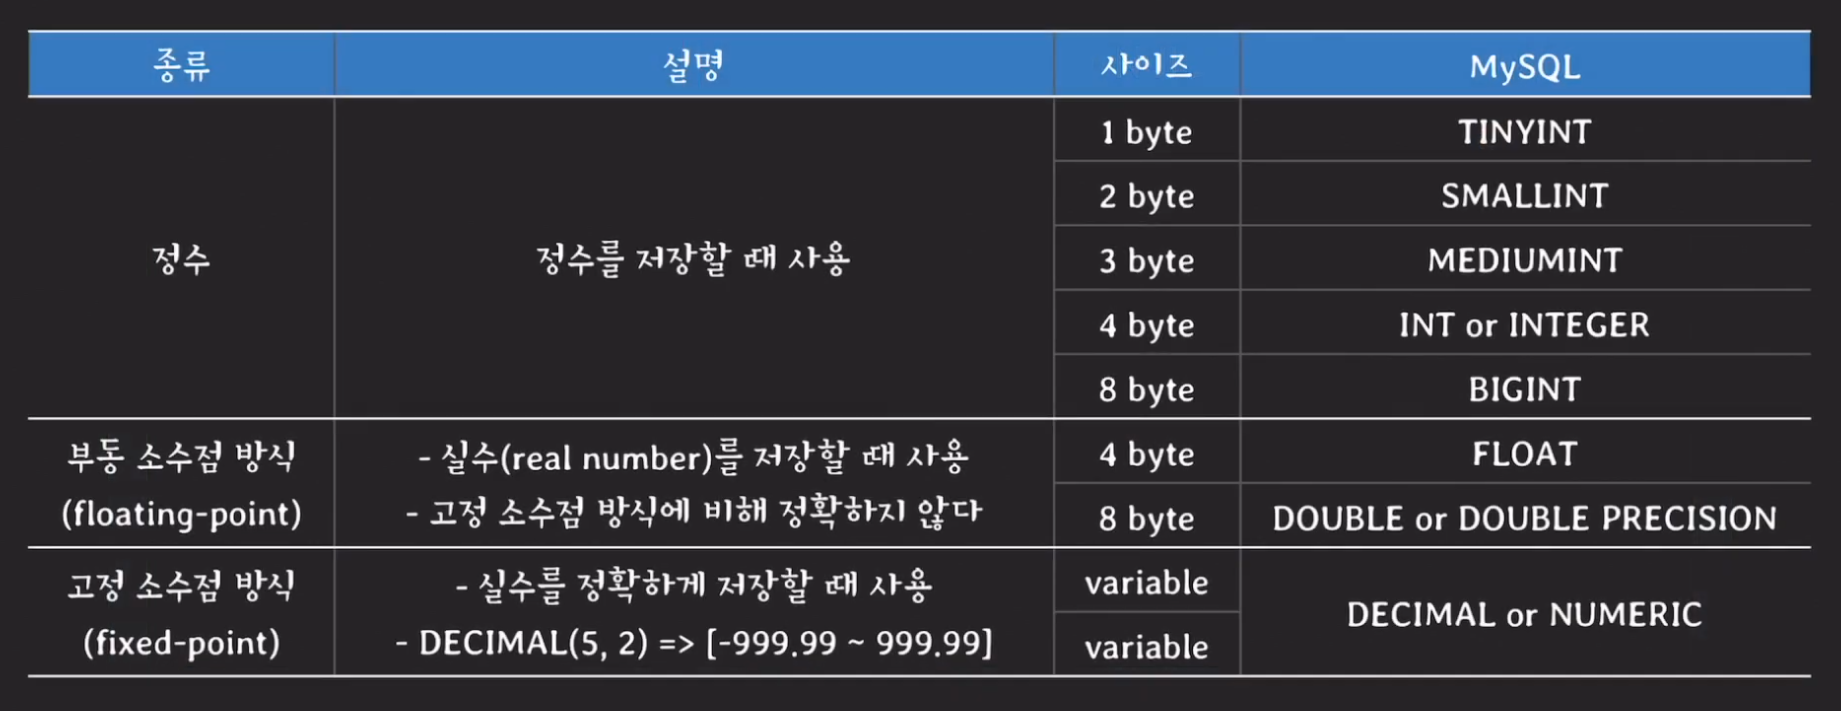 종류 설명 사이즈 MySQL
정수 정수를 저장할 때 사용
1 byte TINYINT
2 byte SMALLINT
3 byte MEDIUMINT
4 byte INT or INTEGER
8 byte BIGINT
부동 소수점 방식
(floating-point)
- 실수(real number)를 저장할 때 사용
- 고정 소수점 방식에 비해 정확하지 않다
4 byte FLOAT
8 byte DOUBLE or DOUBLE PRECISION
고정 소수점 방식
(fixed-point)
- 실수를 정확하게 저장할 때 사용
- DECIMAL(5, 2) => [-999.99 ~ 999.99]
variable
variable
DECIMAL or NUMERIC